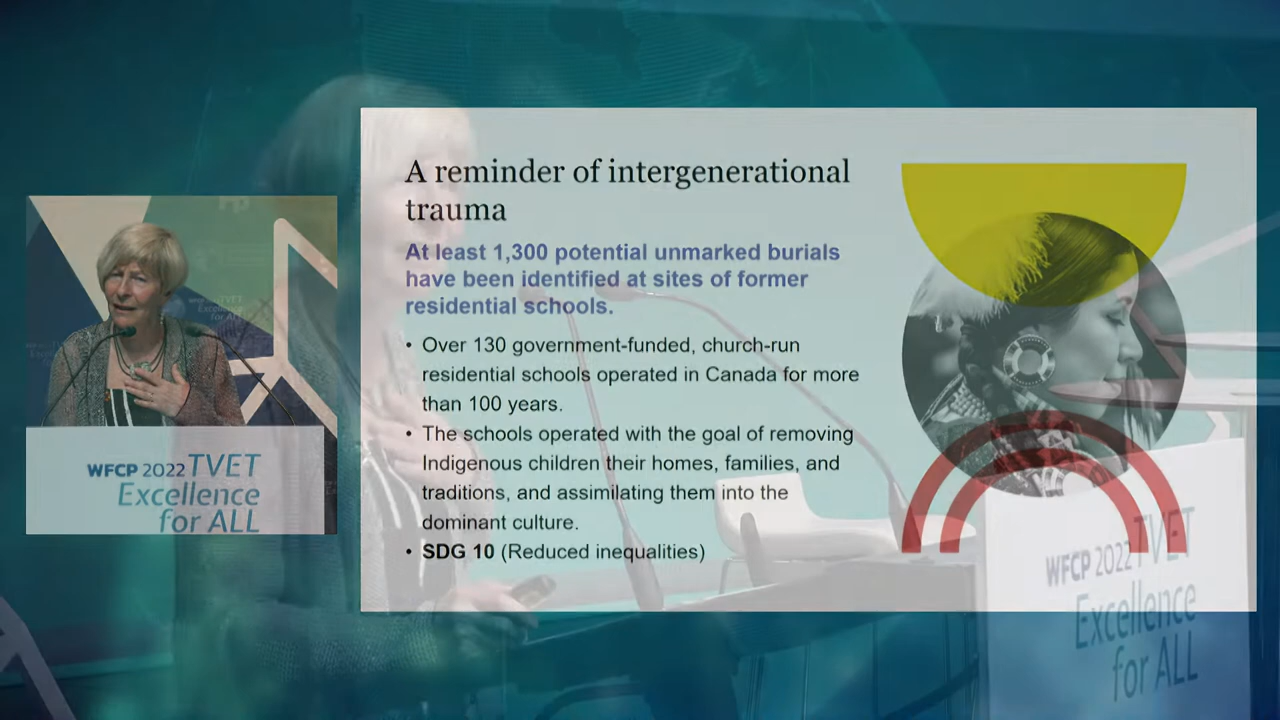 A reminder of intergenerational
trauma
At least 1,300 potential unmarked burials
have been identified at sites of former
residential schools.
• Over 130 government-funded, church-run
residential schools operated in Canada for more
than 100 years.
• The schools operated with the goal of removing
Indigenous children their homes, families, and
traditions, and assimilating them into the
dominant culture.
• SDG 10 (Reduced inequalities)
WFCP 2022 TVET
Excellence
for ALL
WFCP 2022 TVET
Excellence
for ALL